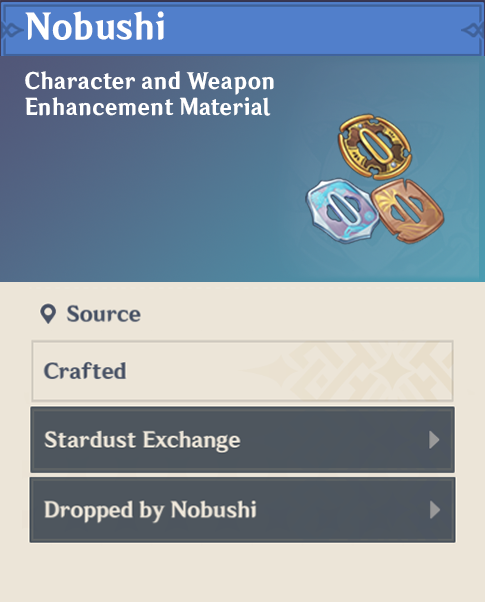 Nobushi
Character and Weapon
Enhancement Material
Source
Crafted
Stardust Exchange
Dropped by Nobushi